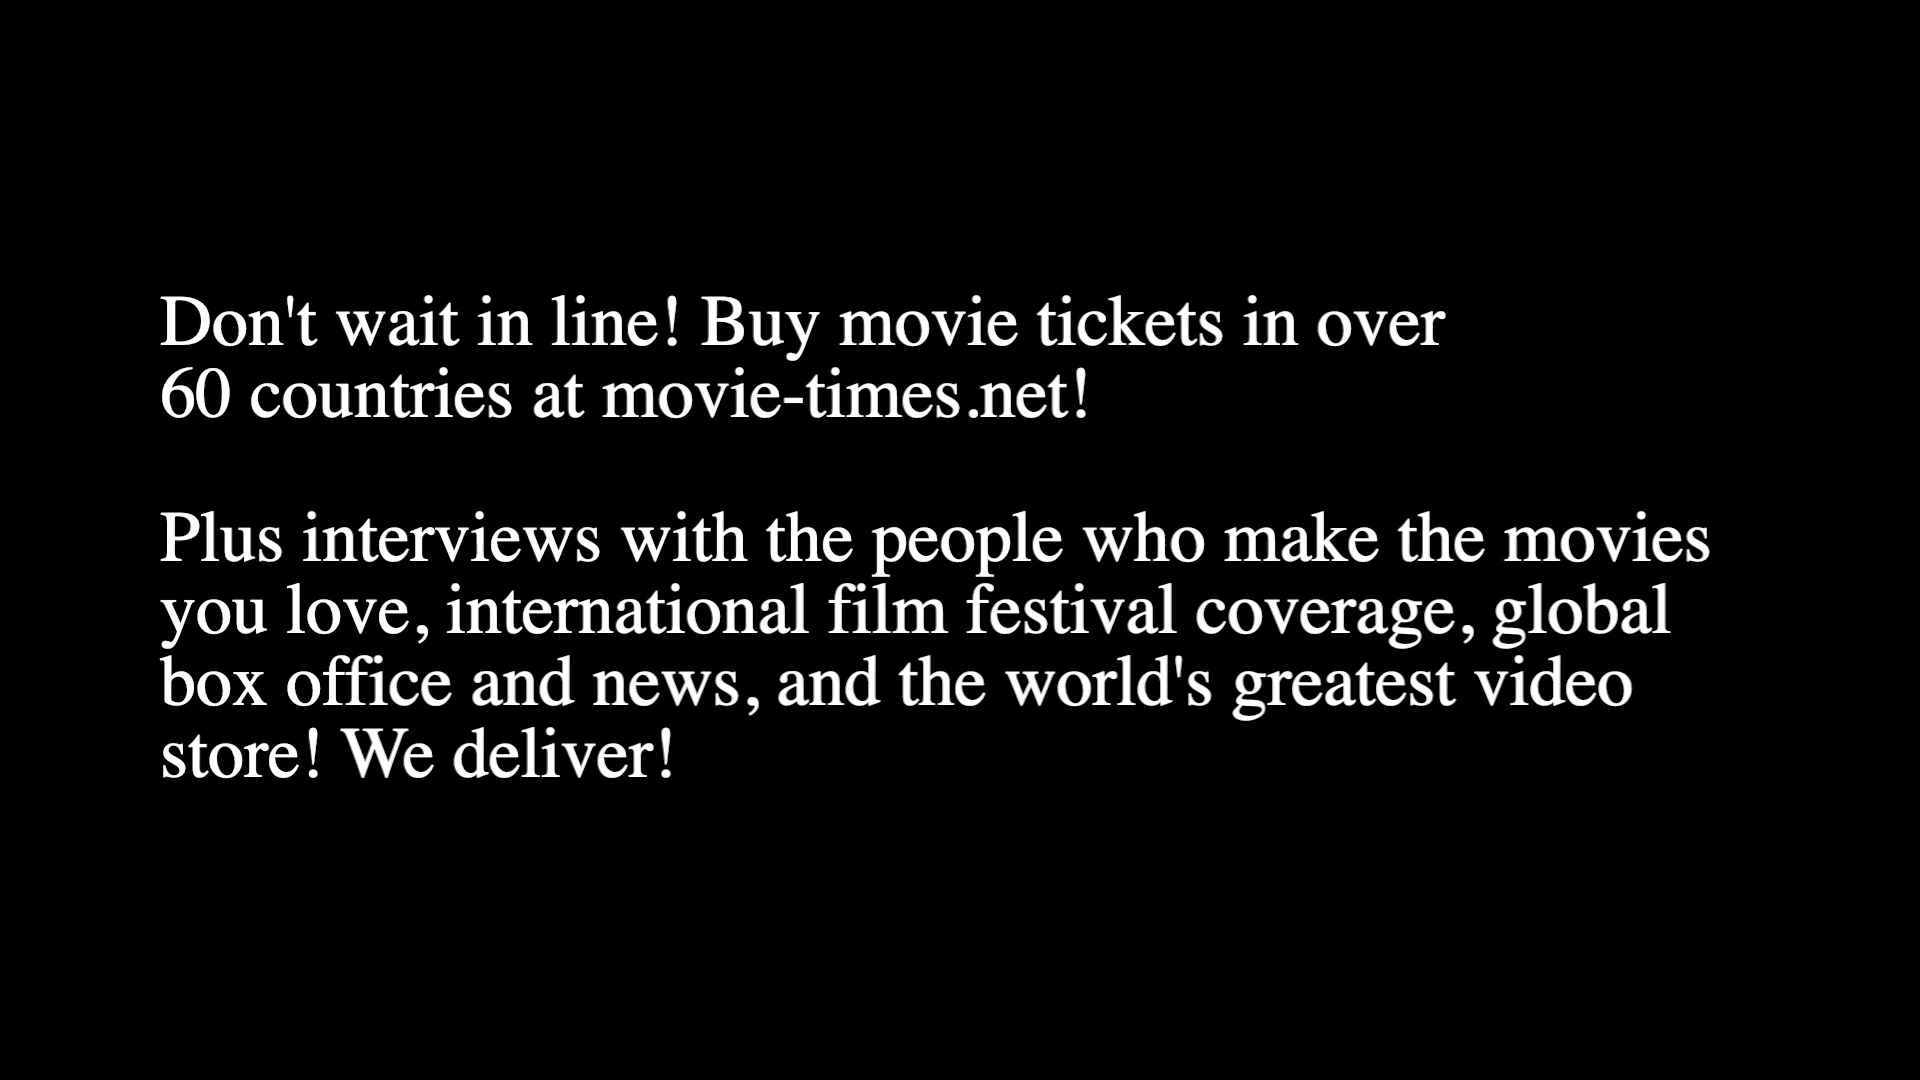 Don't wait in line! Buy movie tickets in over
60 countries at movie-times.net!
Plus interviews with the people who make the movies
you love, international film festival coverage, global
box office and news, and the world's greatest video
store! We deliver!